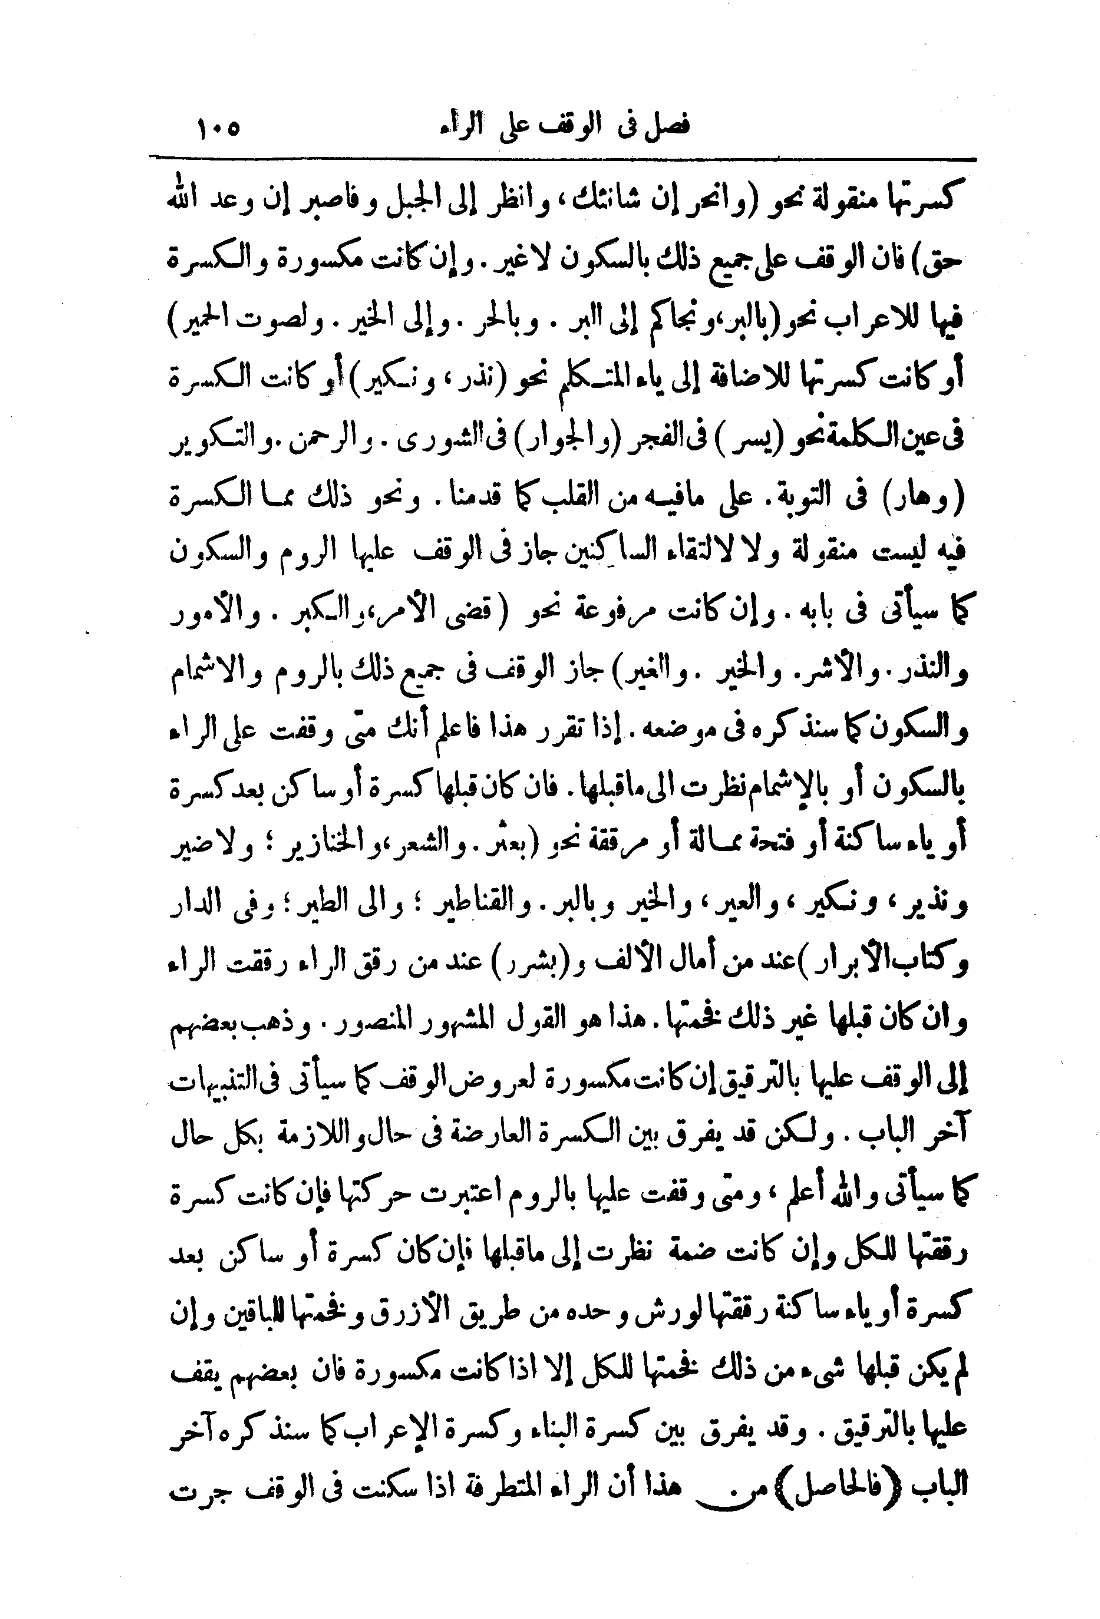 فصل فى الوقف على الراء ١٠٥
كسرتها منقولة نحو (وانحر إن شانئك، وانظر إلى الجبل وفاصبر إن وعد الله
حق) فان الوقف على جميع ذلك بالسكون لاغير. وإن كانت مكسورة والكسرة
فيها للاعراب نحو (بالبر، ونجاكم إلى البر. وبالحر. وإلى الخير. ولصوت الحمير)
أو كانت كسرتها للاضافة إلى ياء المتكلم نحو (نذر، ونكير) أو كانت الكسرة
فى عين الكلمة نحو (يسر) فى الفجر (والجوار) فى الشورى. والرحمن. والتكوير
(وهار) فى التوبة. على مافيه من القلب كما قدمنا. ونحو ذلك مما الكسرة
فيه ليست منقولة ولا لالتقاء الساكنين جاز فى الوقف عليها الروم والسكون
كما سيأتى فى بابه. وإن كانت مرفوعة نحو (قضى الأمر، والكبر. والأمور
والنذر. والأشر. والخير. والغير) جاز الوقف فى جميع ذلك بالروم والاشمام
والسكون كما سنذكره فى موضعه. إذا تقرر هذا فاعلم أنك متى وقفت على الراء
بالسكون أو بالإشمام نظرت الى ماقبلها. فان كان قبلها كسرة أو ساكن بعد كسرة
أو ياء ساكنة أو فتحة ممالة أو مرققة نحو (بعثر. والشعر، والخنازير؛ ولاضير
ونذير، ونكير، والعير، والخير وبالبر. والقناطير؛ والى الطير؛ وفى الدار
وكتاب الأبرار) عند من أمال الألف و(بشرر) عند من رقق الراء رققت الراء
وان كان قبلها غير ذلك فخمتها. هذا هو القول المشهور المنصور. وذهب بعضهم
إلى الوقف عليها بالترقيق إن كانت مكسورة لعروض الوقف كما سيأتى فى التنبيهات
آخر الباب. ولكن قد يفرق بين الكسرة العارضة فى حال واللازمة بكل حال
كما سيأتى والله أعلم، ومتى وقفت عليها بالروم اعتبرت حركتها فإن كانت كسرة
رققتها للكل وإن كانت ضمة نظرت إلى ماقبلها فإن كان كسرة أو ساكن بعد
كسرة أو ياء ساكنة رققتها لورش وحده من طريق الأزرق وفخمتها للباقين وإن
لم يكن قبلها شىء من ذلك فخمتها للكل إلا اذا كانت مكسورة فان بعضهم يقف
عليها بالترقيق. وقد يفرق بين كسرة البناء وكسرة الإعراب كما سنذكره آخر
الباب (فالحاصل) من هذا أن الراء المتطرفة اذا سكنت فى الوقف جرت